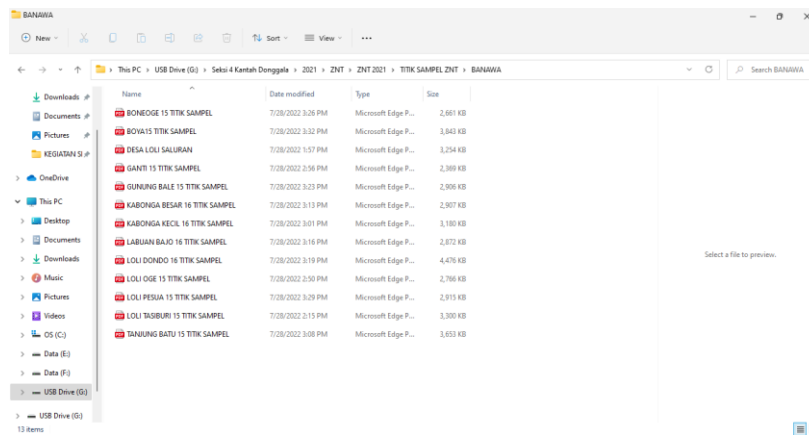 BANAWA
New
Sort
View
This PC > USB Drive (G:) > Seksi 4 Kantah Donggala > 2021 > ZNT > ZNT 2021 > TITIK SAMPEL ZNT > BANAWA
Search BANAWA
Name Date modified Type Size
BONEOGE 15 TITIK SAMPEL 7/28/2022 3:26 PM Microsoft Edge P... 2,661 KB
BOYA15 TITIK SAMPEL 7/28/2022 3:32 PM Microsoft Edge P... 3,843 KB
DESA LOLI SALURAN 7/28/2022 1:57 PM Microsoft Edge P... 3,254 KB
GANTI 15 TITIK SAMPEL 7/28/2022 2:56 PM Microsoft Edge P... 2,369 KB
GUNUNG BALE 15 TITIK SAMPEL 7/28/2022 3:23 PM Microsoft Edge P... 2,906 KB
KABONGA BESAR 16 TITIK SAMPEL 7/28/2022 3:13 PM Microsoft Edge P... 2,907 KB
KABONGA KECIL 16 TITIK SAMPEL 7/28/2022 3:01 PM Microsoft Edge P... 3,180 KB
LABUAN BAJO 16 TITIK SAMPEL 7/28/2022 3:16 PM Microsoft Edge P... 2,872 KB
LOLI DONDO 16 TITIK SAMPEL 7/28/2022 3:19 PM Microsoft Edge P... 4,476 KB
LOLI OGE 15 TITIK SAMPEL 7/28/2022 2:50 PM Microsoft Edge P... 2,766 KB
LOLI PESUA 15 TITIK SAMPEL 7/28/2022 3:29 PM Microsoft Edge P... 2,915 KB
LOLI TASIBURI 15 TITIK SAMPEL 7/28/2022 2:15 PM Microsoft Edge P... 3,300 KB
TANJUNG BATU 15 TITIK SAMPEL 7/28/2022 3:08 PM Microsoft Edge P... 3,653 KB
Downloads
Documents
Pictures
KEGIATAN SI
OneDrive
This PC
Desktop
Documents
Downloads
Music
Pictures
Videos
OS (C:)
Data (E:)
Data (F:)
USB Drive (G:)
USB Drive (G:)
Select a file to preview.
13 items